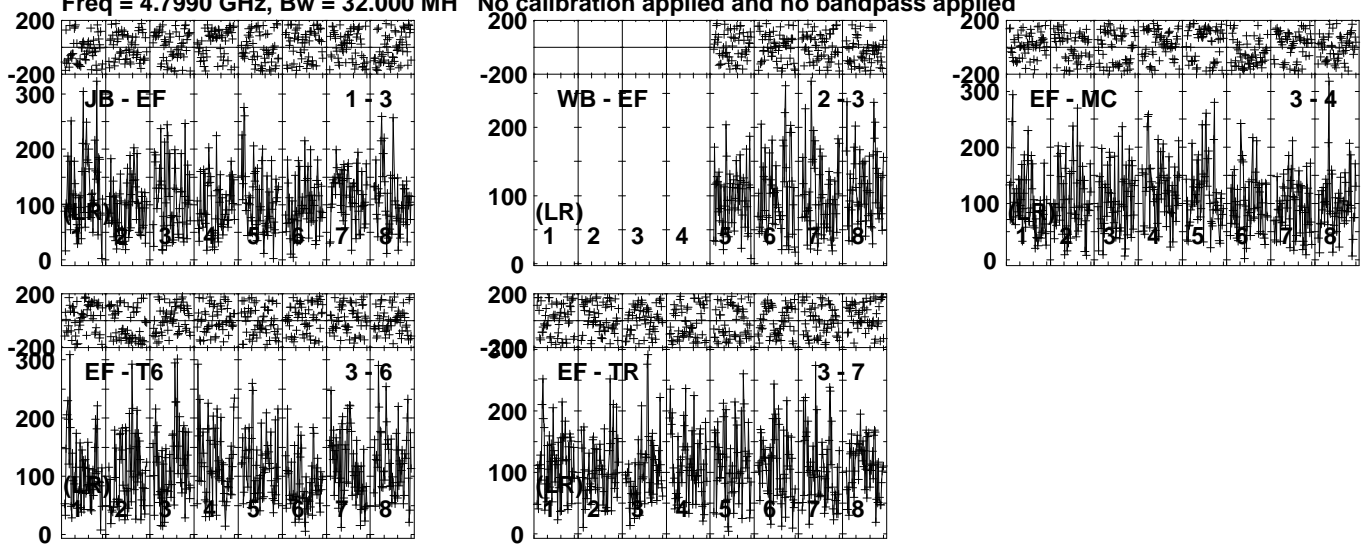 Freq = 4.7990 GHz, Bw = 32.000 MH No calibration applied and no bandpass applied
200
-200
300
200
100
0
JB - EF 1 - 3
(LR)
1 2 3 4 5 6 7 8
200
-200
200
100
0
WB - EF 2 - 3
(LR)
1 2 3 4 5 6 7 8
200
-200
300
200
100
0
EF - MC 3 - 4
(LR)
1 2 3 4 5 6 7 8
200
-200
300
200
100
0
EF - T6 3 - 6
(LR)
1 2 3 4 5 6 7 8
200
-200
300
200
100
0
EF - TR 3 - 7
(LR)
1 2 3 4 5 6 7 8